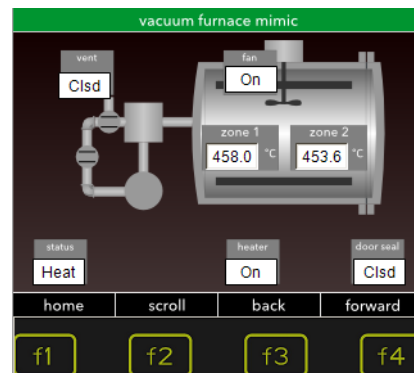 vacuum furnace mimic
vent
Clsd
fan
On
zone 1
458.0 °C
zone 2
453.6 °C
status
Heat
heater
On
door seal
Clsd
home scroll back forward
f1 f2 f3 f4